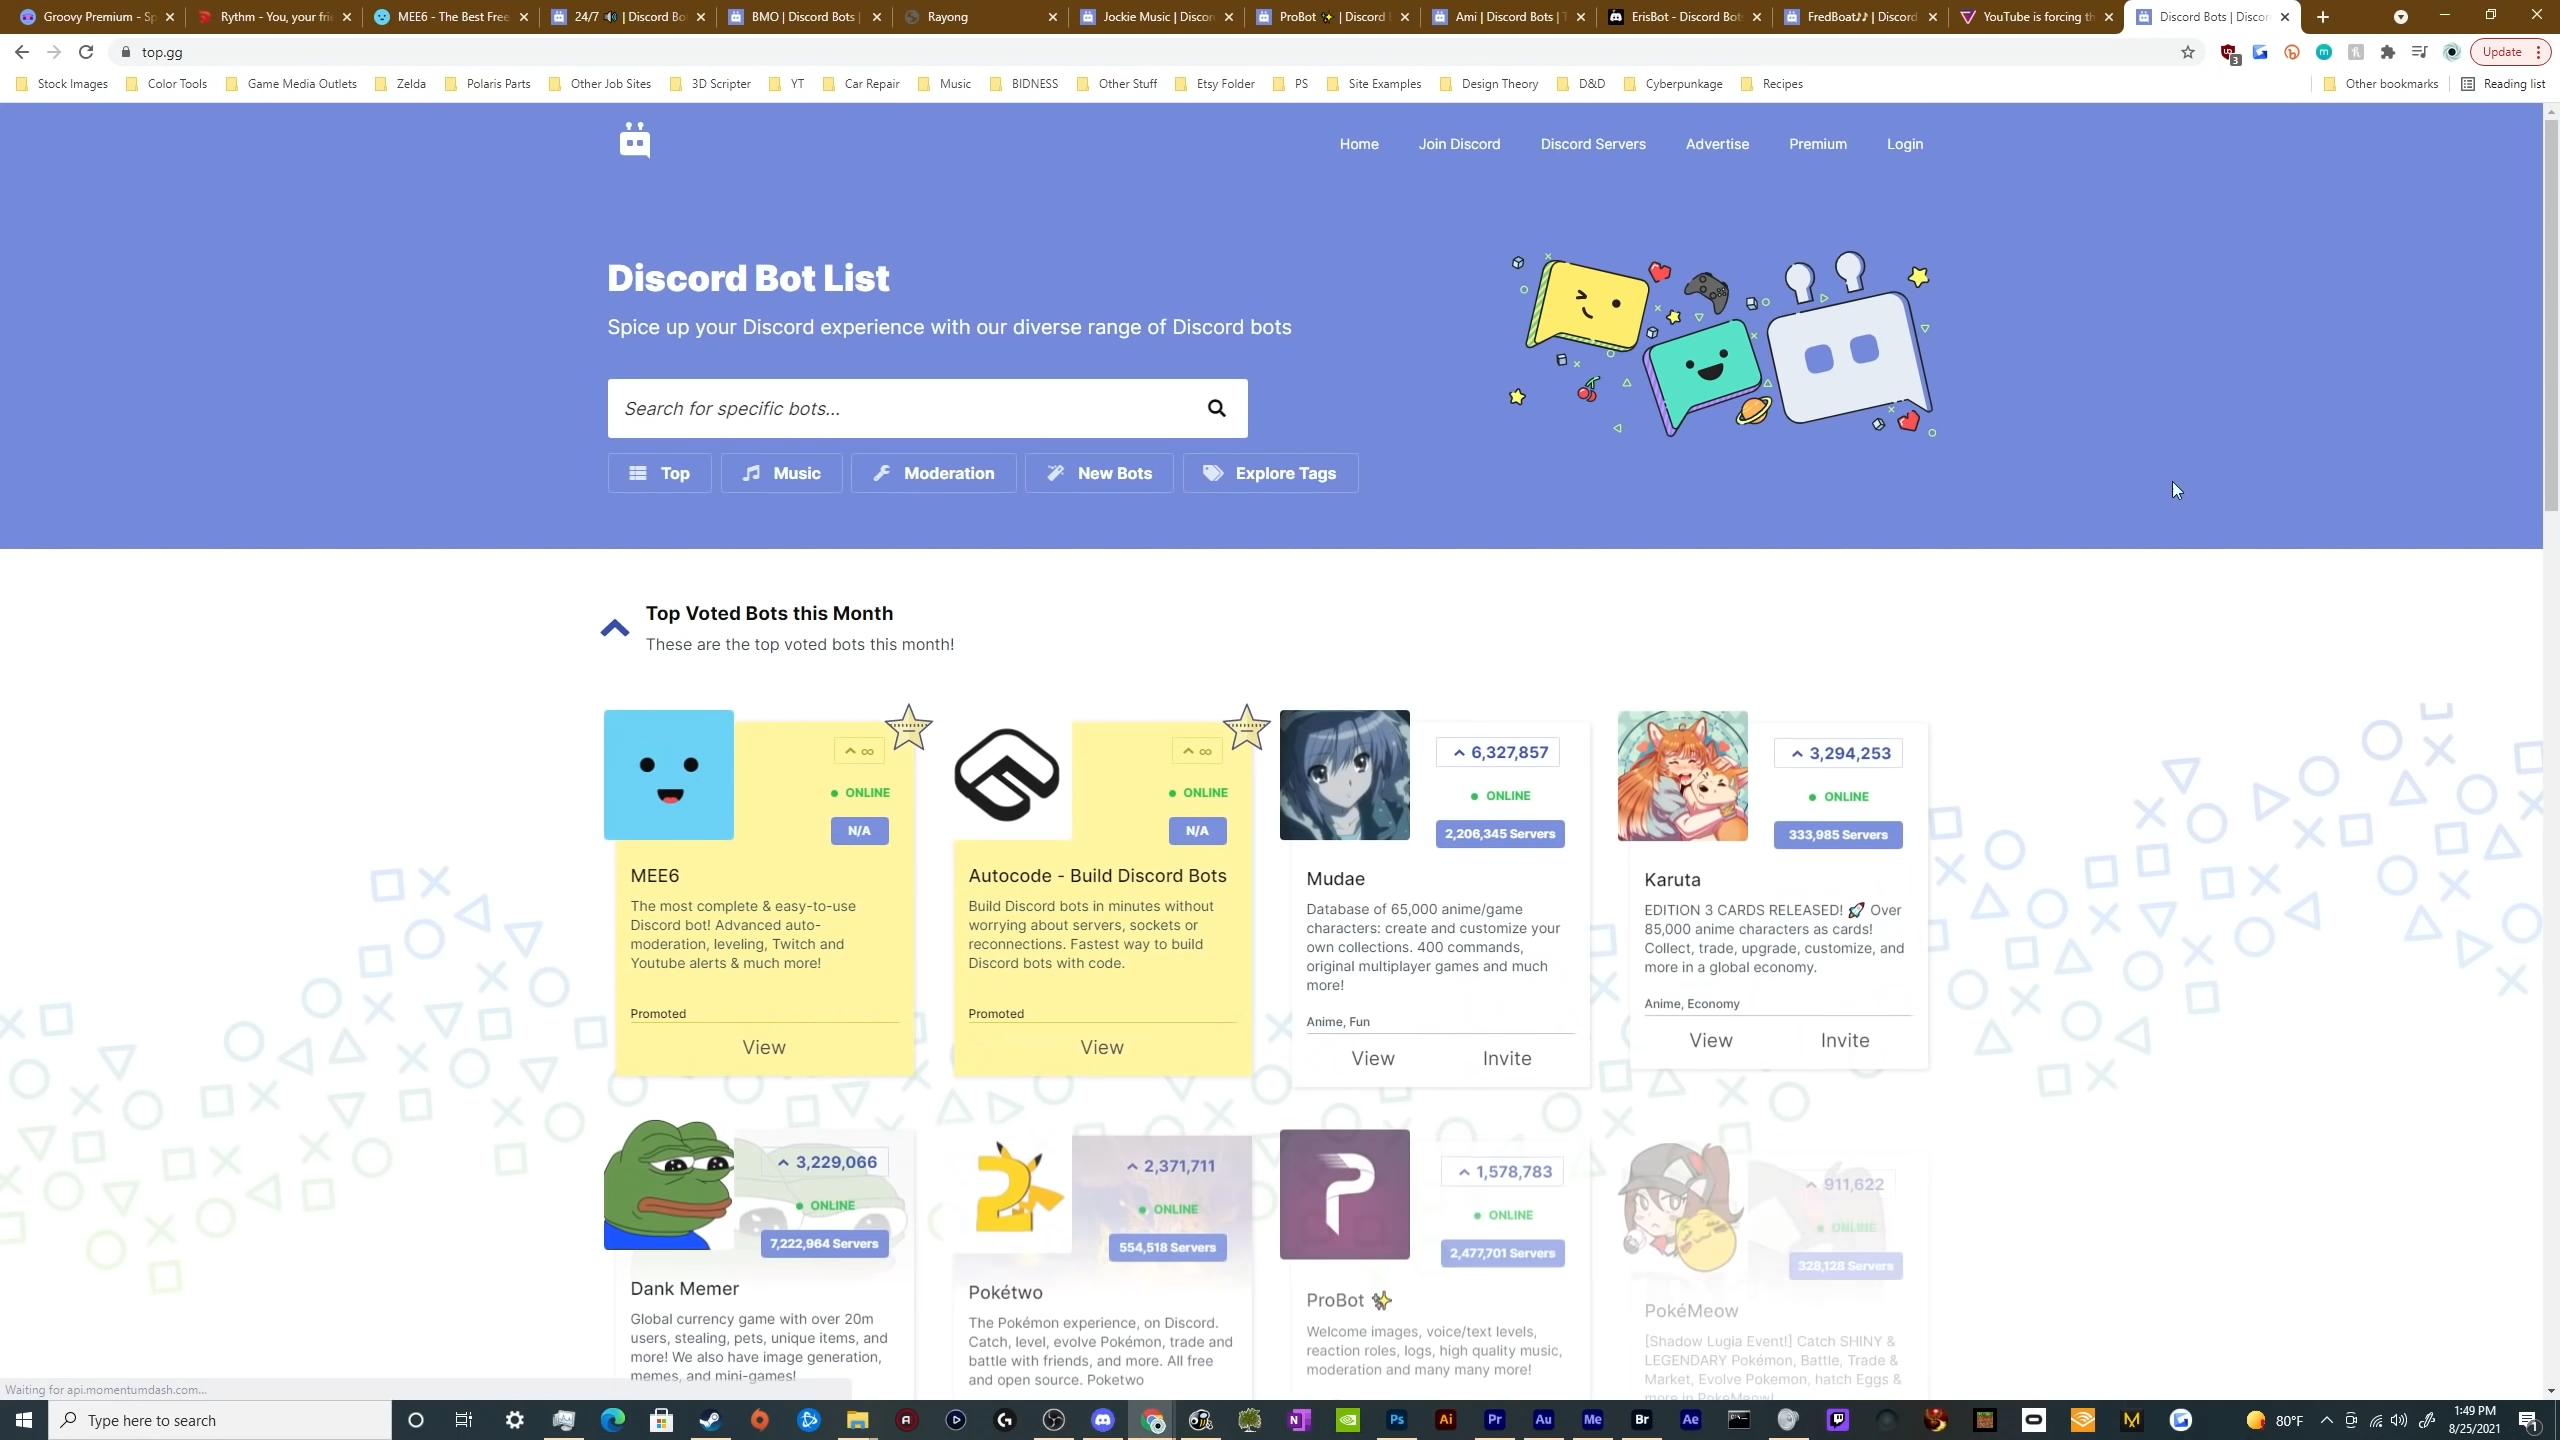 Groovy Premium - Sp
Rythm - You, your frie
MEE6 - The Best Free
24/7 🔊 | Discord Bo
BMO | Discord Bots |
Rayong
Jockie Music | Discor
ProBot ✨ | Discord
Ami | Discord Bots | T
ErisBot - Discord Bot
FredBoat♪♪ | Discord
YouTube is forcing th
Discord Bots | Discor
top.gg
3
Update
Stock Images
Color Tools
Game Media Outlets
Zelda
Polaris Parts
Other Job Sites
3D Scripter
YT
Car Repair
Music
BIDNESS
Other Stuff
Etsy Folder
PS
Site Examples
Design Theory
D&D
Cyberpunkage
Recipes
Other bookmarks
Reading list
Home
Join Discord
Discord Servers
Advertise
Premium
Login
Discord Bot List
Spice up your Discord experience with our diverse range of Discord bots
Search for specific bots...
Top
Music
Moderation
New Bots
Explore Tags
Top Voted Bots this Month
These are the top voted bots this month!
∞
ONLINE
N/A
MEE6
The most complete & easy-to-use
Discord bot! Advanced auto-
moderation, leveling, Twitch and
Youtube alerts & much more!
Promoted
View
∞
ONLINE
N/A
Autocode - Build Discord Bots
Build Discord bots in minutes without
worrying about servers, sockets or
reconnections. Fastest way to build
Discord bots with code.
Promoted
View
6,327,857
ONLINE
2,206,345 Servers
Mudae
Database of 65,000 anime/game
characters: create and customize your
own collections. 400 commands,
original multiplayer games and much
more!
Anime, Fun
View
Invite
3,294,253
ONLINE
333,985 Servers
Karuta
EDITION 3 CARDS RELEASED! 🚀 Over
85,000 anime characters as cards!
Collect, trade, upgrade, customize, and
more in a global economy.
Anime, Economy
View
Invite
3,229,066
ONLINE
7,222,964 Servers
Dank Memer
Global currency game with over 20m
users, stealing, pets, unique items, and
more! We also have image generation,
memes, and mini-games!
2,371,711
ONLINE
554,518 Servers
Pokétwo
The Pokémon experience, on Discord.
Catch, level, evolve Pokémon, trade and
battle with friends, and more. All free
and open source. Poketwo
1,578,783
ONLINE
2,477,701 Servers
ProBot ✨
Welcome images, voice/text levels,
reaction roles, logs, high quality music,
moderation and many many more!
911,622
ONLINE
328,128 Servers
PokéMeow
[Shadow Lugia Event!] Catch SHINY &
LEGENDARY Pokémon, Battle, Trade &
Market, Evolve Pokemon, hatch Eggs &
more in PokeMeow!
Waiting for api.momentumdash.com...
Type here to search
Ps
Ai
Pr
Au
Me
Br
Ae
80°F
1:49 PM
8/25/2021
1